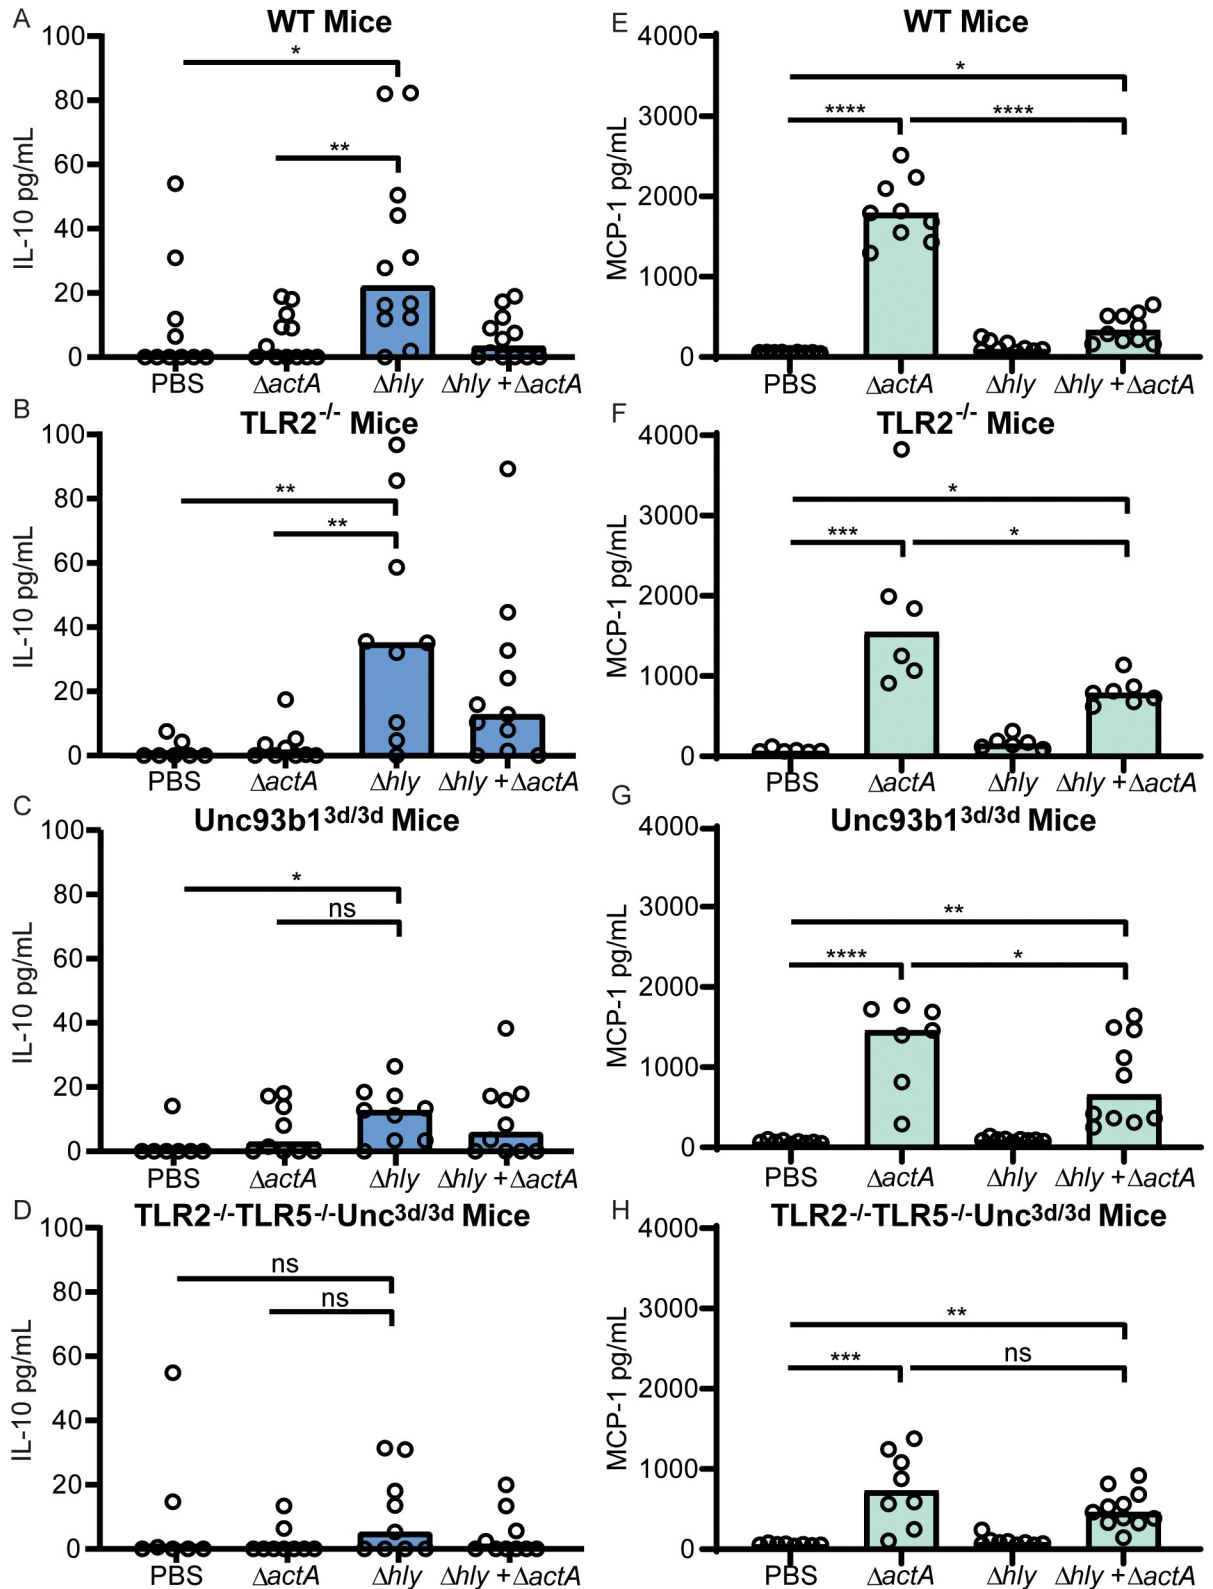 A
WT Mice
IL-10 pg/mL
100
80
60
40
20
0
*
**
PBS
ΔactA
Δhly
Δhly + ΔactA
E
WT Mice
MCP-1 pg/mL
4000
3000
2000
1000
0
*
****
****
PBS
ΔactA
Δhly
Δhly + ΔactA
B
TLR2-/- Mice
IL-10 pg/mL
100
80
60
40
20
0
**
**
PBS
ΔactA
Δhly
Δhly + ΔactA
F
TLR2-/- Mice
MCP-1 pg/mL
4000
3000
2000
1000
0
*
***
*
PBS
ΔactA
Δhly
Δhly + ΔactA
C
Unc93b13d/3d Mice
IL-10 pg/mL
100
80
60
40
20
0
*
ns
PBS
ΔactA
Δhly
Δhly + ΔactA
G
Unc93b13d/3d Mice
MCP-1 pg/mL
4000
3000
2000
1000
0
**
****
*
PBS
ΔactA
Δhly
Δhly + ΔactA
D
TLR2-/-TLR5-/-Unc3d/3d Mice
IL-10 pg/mL
100
80
60
40
20
0
ns
ns
PBS
ΔactA
Δhly
Δhly + ΔactA
H
TLR2-/-TLR5-/-Unc3d/3d Mice
MCP-1 pg/mL
4000
3000
2000
1000
0
**
***
ns
PBS
ΔactA
Δhly
Δhly + ΔactA